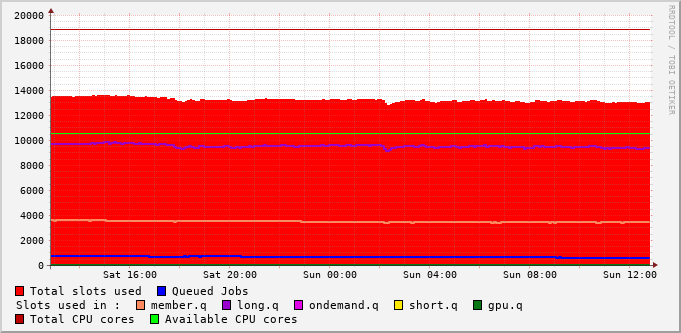 20000
18000
16000
14000
12000
10000
8000
6000
4000
2000
0
Sat 16:00 Sat 20:00 Sun 00:00 Sun 04:00 Sun 08:00 Sun 12:00
RRDTOOL / TOBI OETIKER
Total slots used Queued Jobs
Slots used in : member.q long.q ondemand.q short.q gpu.q
Total CPU cores Available CPU cores